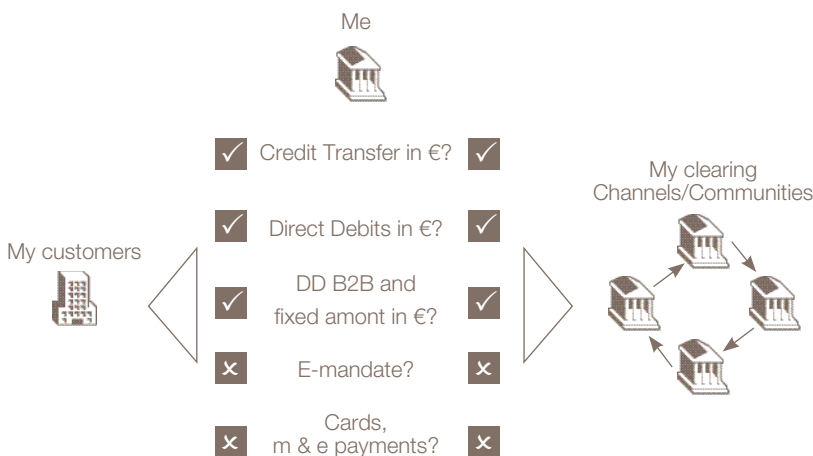 Me
Credit Transfer in €?
My clearing
Channels/Communities
Direct Debits in €?
My customers
DD B2B and
fixed amont in €?
E-mandate?
Cards,
m & e payments?